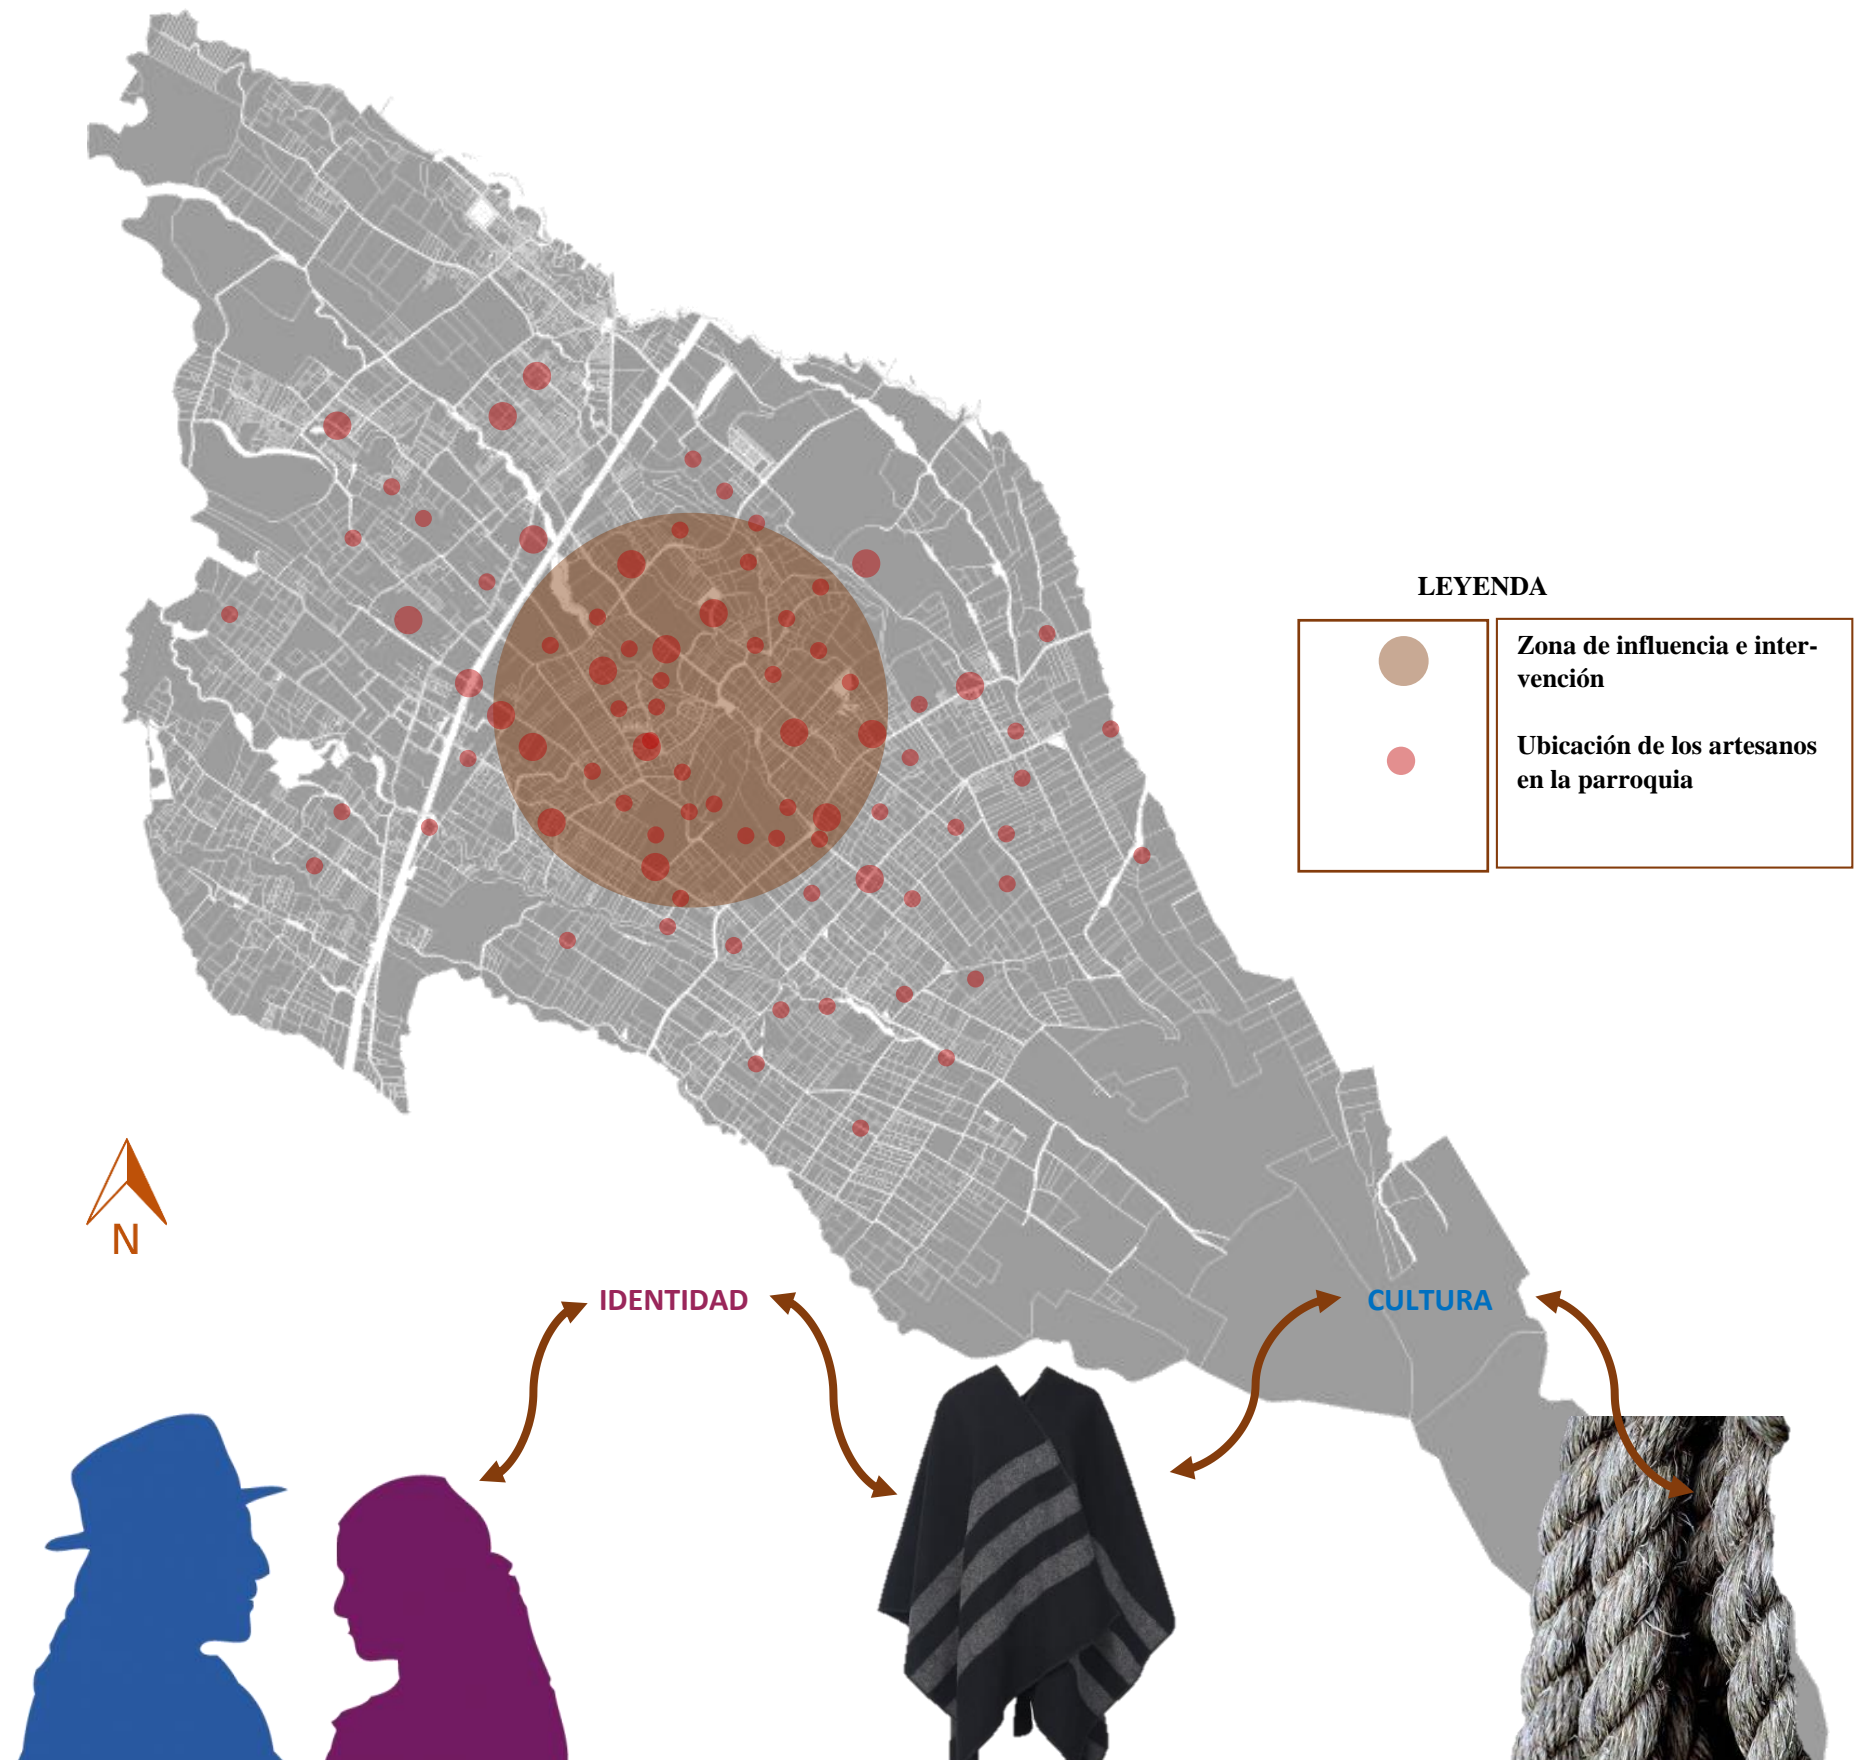 LEYENDA
Zona de influencia e inter-
vención
Ubicación de los artesanos
en la parroquia
N
IDENTIDAD
CULTURA